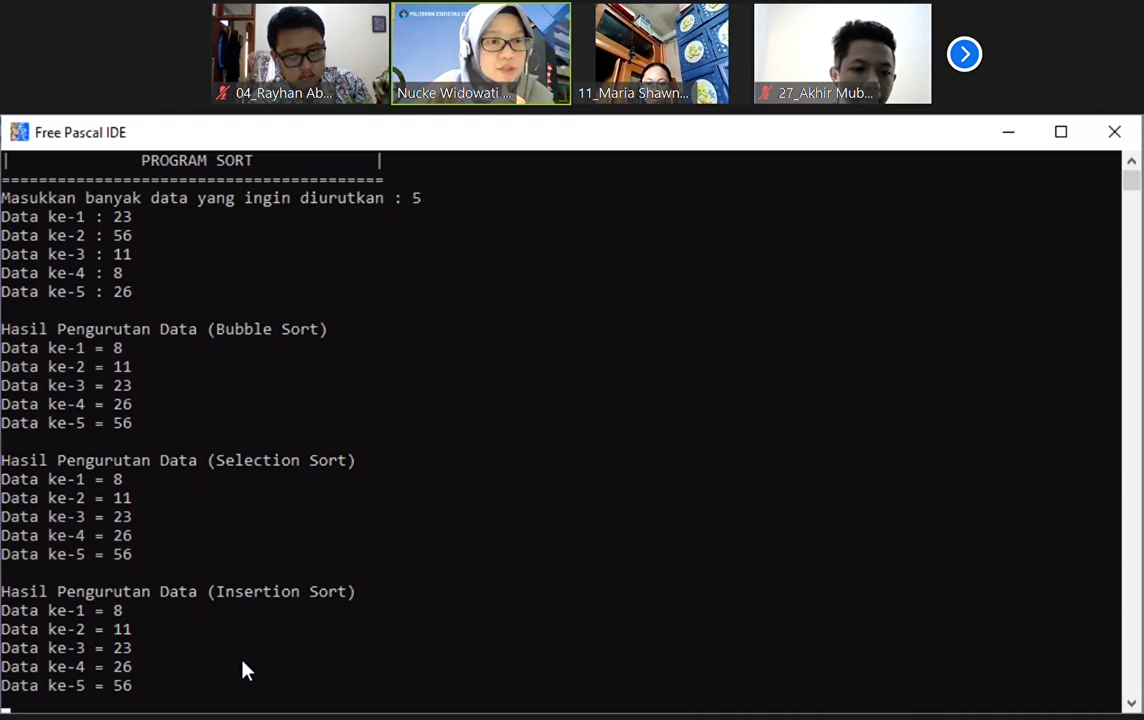 POLITEKNIK STATISTIKA
04_Rayhan Ab...
Nucke Widowati ...
11_Maria Shawn...
27_Akhir Mub...
Free Pascal IDE
| PROGRAM SORT |
=========================================
Masukkan banyak data yang ingin diurutkan : 5
Data ke-1 : 23
Data ke-2 : 56
Data ke-3 : 11
Data ke-4 : 8
Data ke-5 : 26
Hasil Pengurutan Data (Bubble Sort)
Data ke-1 = 8
Data ke-2 = 11
Data ke-3 = 23
Data ke-4 = 26
Data ke-5 = 56
Hasil Pengurutan Data (Selection Sort)
Data ke-1 = 8
Data ke-2 = 11
Data ke-3 = 23
Data ke-4 = 26
Data ke-5 = 56
Hasil Pengurutan Data (Insertion Sort)
Data ke-1 = 8
Data ke-2 = 11
Data ke-3 = 23
Data ke-4 = 26
Data ke-5 = 56